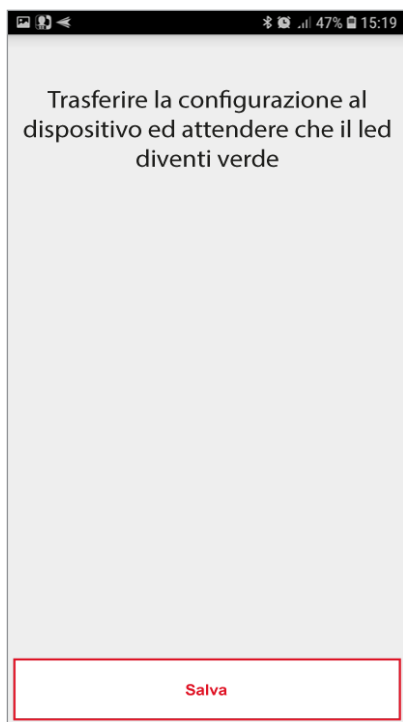 47% 15:19
Trasferire la configurazione al
dispositivo ed attendere che il led
diventi verde
Salva